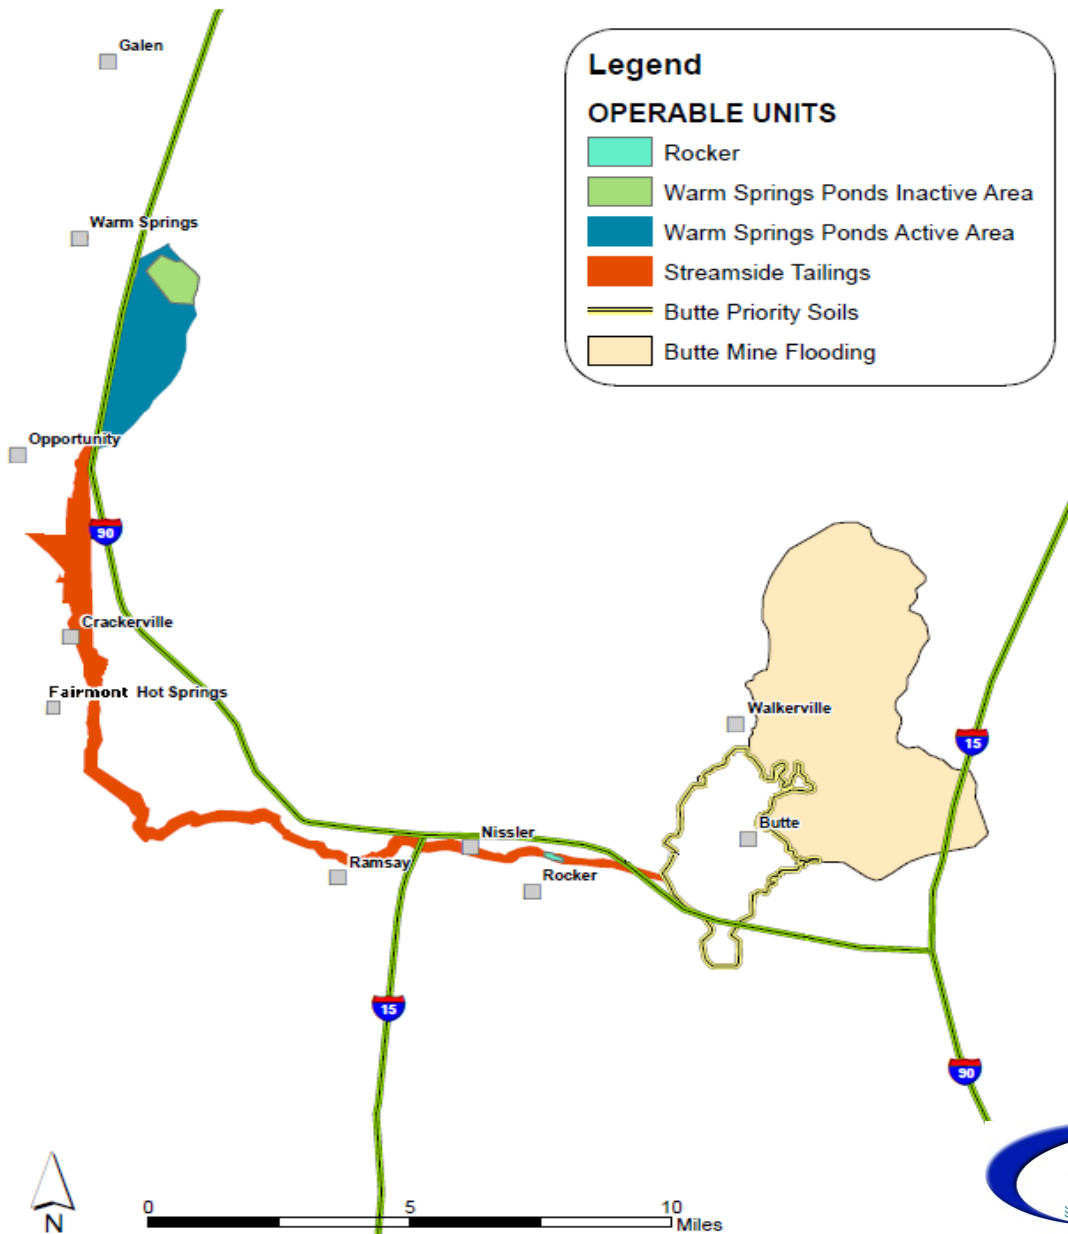 Galen
Legend
OPERABLE UNITS
Rocker
Warm Springs Ponds Inactive Area
Warm Springs Ponds Active Area
Streamside Tailings
Butte Priority Soils
Butte Mine Flooding
Warm Springs
Opportunity
90
Crackerville
Fairmont Hot Springs
Walkerville
15
Butte
Nissler
Ramsay
Rocker
15
90
N
0 5 10
Miles